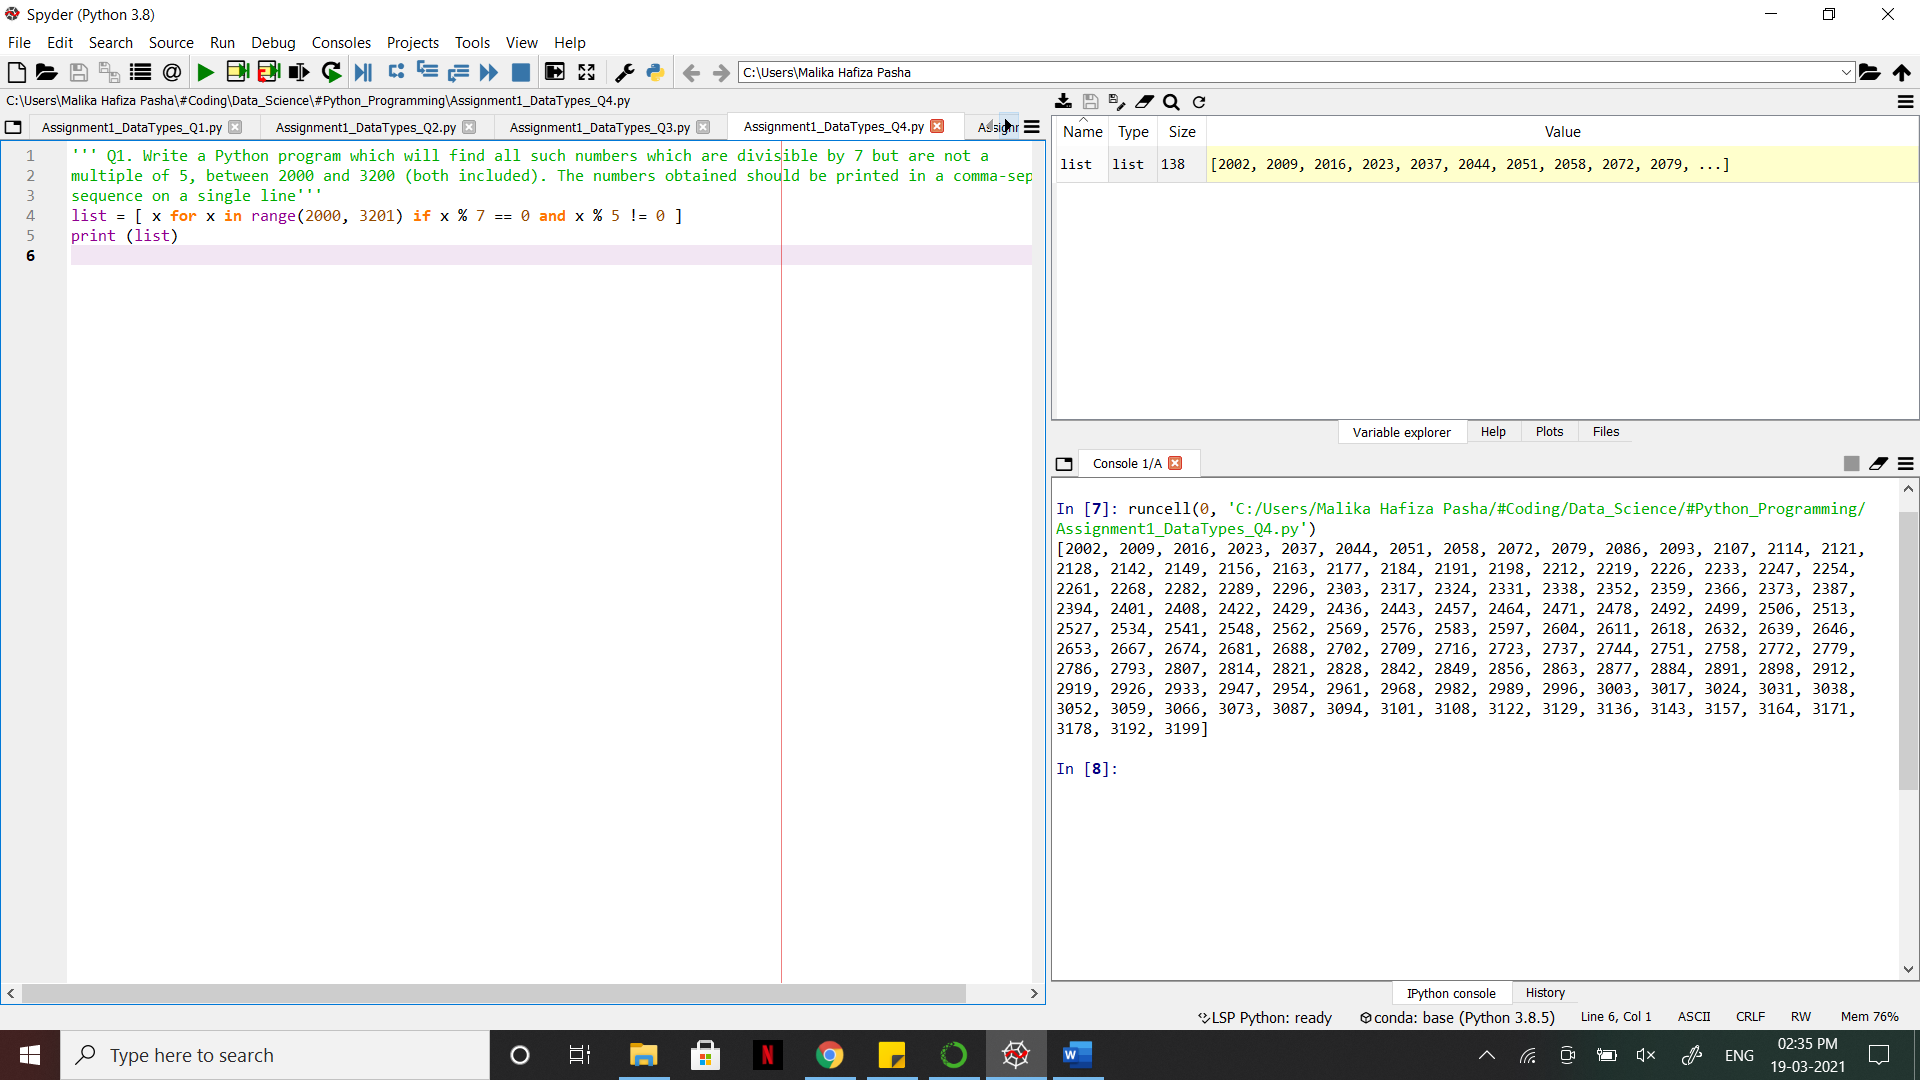 Spyder (Python 3.8)
File Edit Search Source Run Debug Consoles Projects Tools View Help
C:\Users\Malika Hafiza Pasha
C:\Users\Malika Hafiza Pasha\#Coding\Data_Science\#Python_Programming\Assignment1_DataTypes_Q4.py
Assignment1_DataTypes_Q1.py Assignment1_DataTypes_Q2.py Assignment1_DataTypes_Q3.py Assignment1_DataTypes_Q4.py
1 ''' Q1. Write a Python program which will find all such numbers which are divisible by 7 but are not a
2 multiple of 5, between 2000 and 3200 (both included). The numbers obtained should be printed in a comma-sep
3 sequence on a single line'''
4 list = [ x for x in range(2000, 3201) if x % 7 == 0 and x % 5 != 0 ]
5 print (list)
6
Name Type Size Value
list list 138 [2002, 2009, 2016, 2023, 2037, 2044, 2051, 2058, 2072, 2079, ...]
Variable explorer Help Plots Files
Console 1/A
In [7]: runcell(0, 'C:/Users/Malika Hafiza Pasha/#Coding/Data_Science/#Python_Programming/
Assignment1_DataTypes_Q4.py')
[2002, 2009, 2016, 2023, 2037, 2044, 2051, 2058, 2072, 2079, 2086, 2093, 2107, 2114, 2121,
2128, 2142, 2149, 2156, 2163, 2177, 2184, 2191, 2198, 2212, 2219, 2226, 2233, 2247, 2254,
2261, 2268, 2282, 2289, 2296, 2303, 2317, 2324, 2331, 2338, 2352, 2359, 2366, 2373, 2387,
2394, 2401, 2408, 2422, 2429, 2436, 2443, 2457, 2464, 2471, 2478, 2492, 2499, 2506, 2513,
2527, 2534, 2541, 2548, 2562, 2569, 2576, 2583, 2597, 2604, 2611, 2618, 2632, 2639, 2646,
2653, 2667, 2674, 2681, 2688, 2702, 2709, 2716, 2723, 2737, 2744, 2751, 2758, 2772, 2779,
2786, 2793, 2807, 2814, 2821, 2828, 2842, 2849, 2856, 2863, 2877, 2884, 2891, 2898, 2912,
2919, 2926, 2933, 2947, 2954, 2961, 2968, 2982, 2989, 2996, 3003, 3017, 3024, 3031, 3038,
3052, 3059, 3066, 3073, 3087, 3094, 3101, 3108, 3122, 3129, 3136, 3143, 3157, 3164, 3171,
3178, 3192, 3199]
In [8]:
IPython console History
LSP Python: ready conda: base (Python 3.8.5) Line 6, Col 1 ASCII CRLF RW Mem 76%
Type here to search
N
W
ENG
02:35 PM
19-03-2021